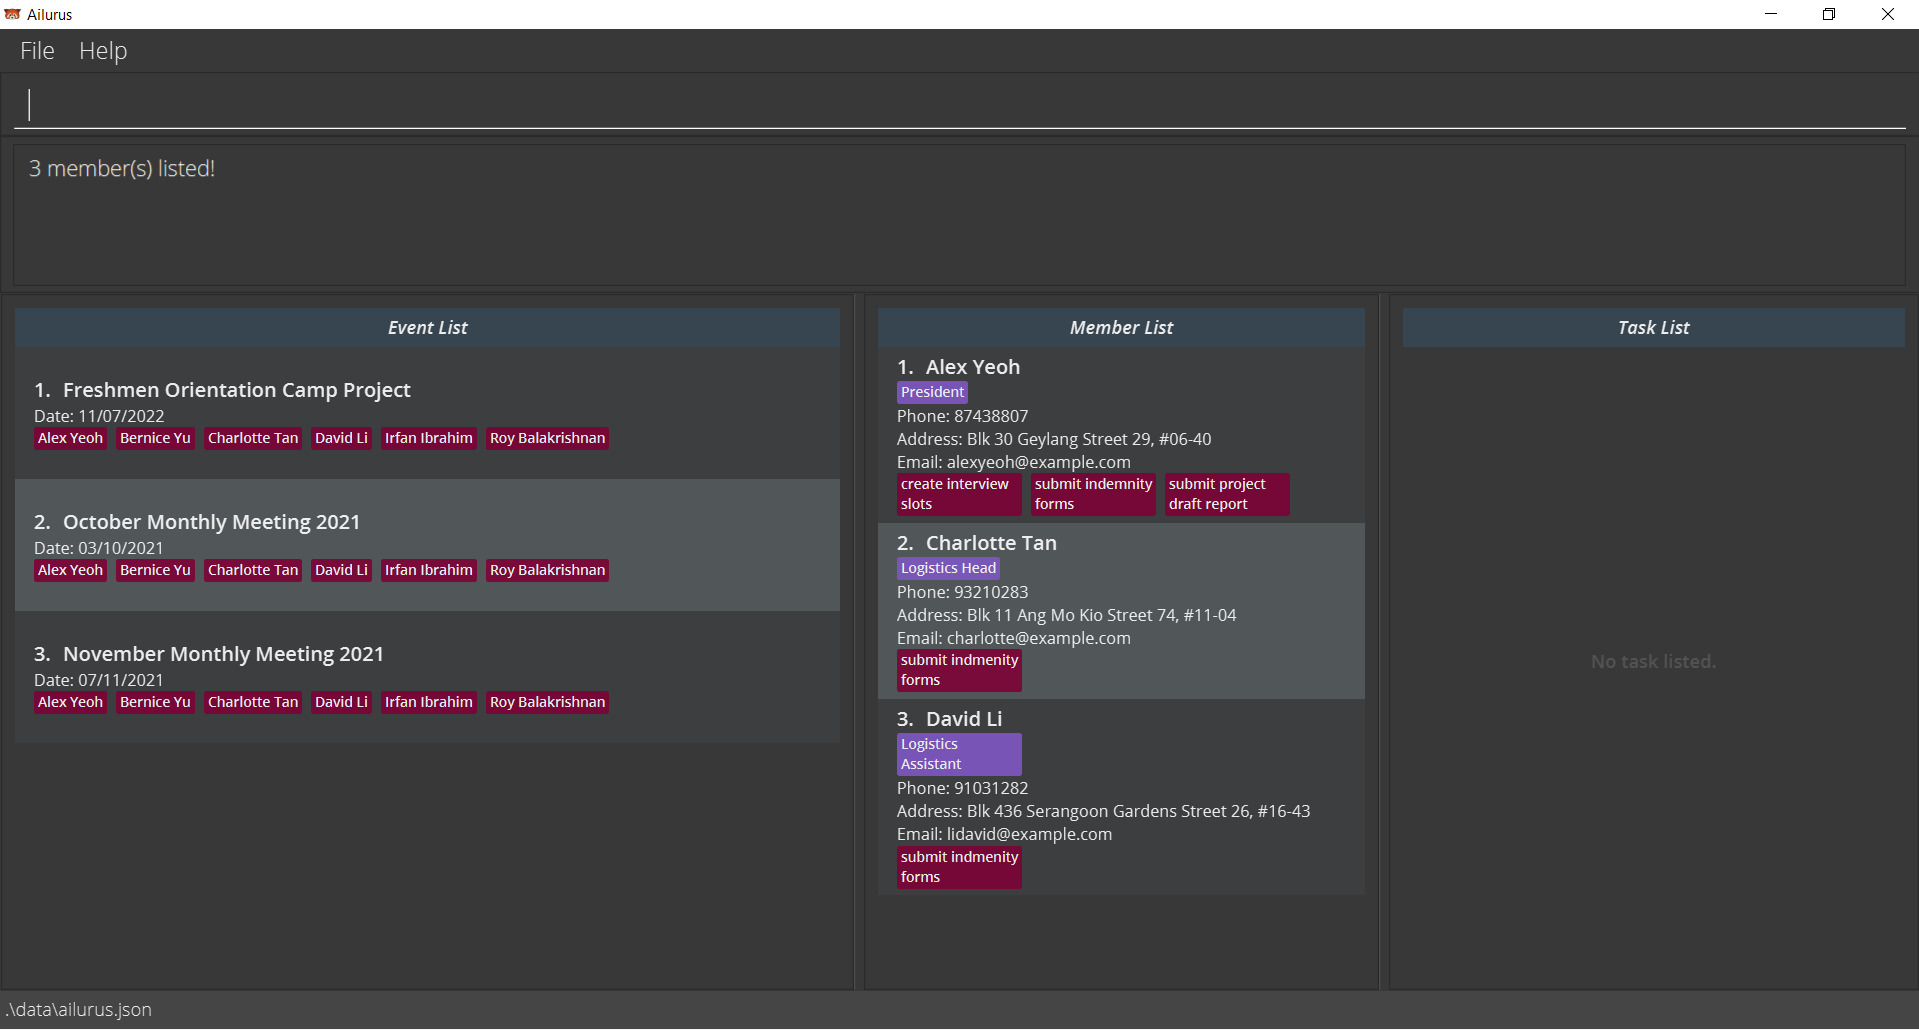 Ailurus
File Help
3 member(s) listed!
Event List
1. Freshmen Orientation Camp Project
Date: 11/07/2022
Alex Yeoh Bernice Yu Charlotte Tan David Li Irfan Ibrahim Roy Balakrishnan
2. October Monthly Meeting 2021
Date: 03/10/2021
Alex Yeoh Bernice Yu Charlotte Tan David Li Irfan Ibrahim Roy Balakrishnan
3. November Monthly Meeting 2021
Date: 07/11/2021
Alex Yeoh Bernice Yu Charlotte Tan David Li Irfan Ibrahim Roy Balakrishnan
Member List
1. Alex Yeoh
President
Phone: 87438807
Address: Blk 30 Geylang Street 29, #06-40
Email: alexyeoh@example.com
create interview
slots
submit indemnity
forms
submit project
draft report
2. Charlotte Tan
Logistics Head
Phone: 93210283
Address: Blk 11 Ang Mo Kio Street 74, #11-04
Email: charlotte@example.com
submit indmenity
forms
3. David Li
Logistics
Assistant
Phone: 91031282
Address: Blk 436 Serangoon Gardens Street 26, #16-43
Email: lidavid@example.com
submit indmenity
forms
Task List
No task listed.
.\data\ailurus.json